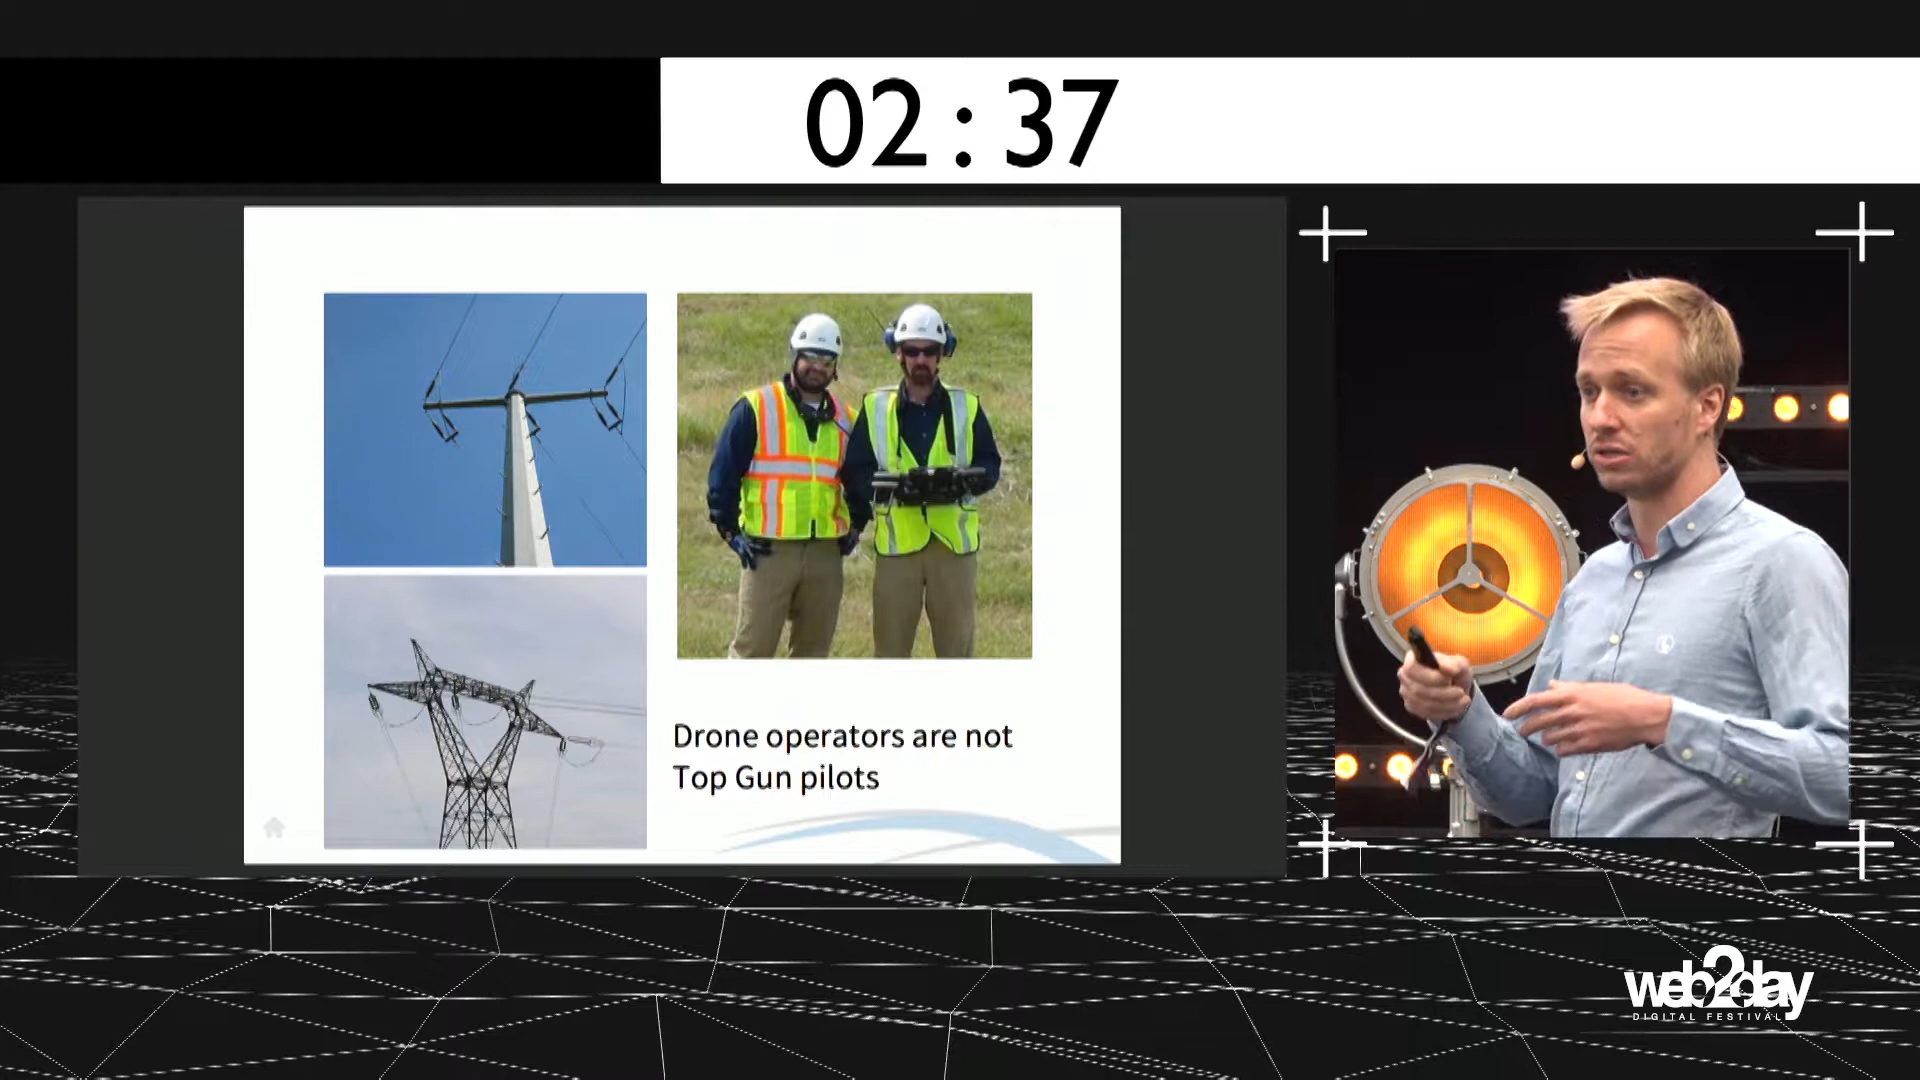 02 : 37
Drone operators are not
Top Gun pilots
web2day
DIGITAL FESTIVAL